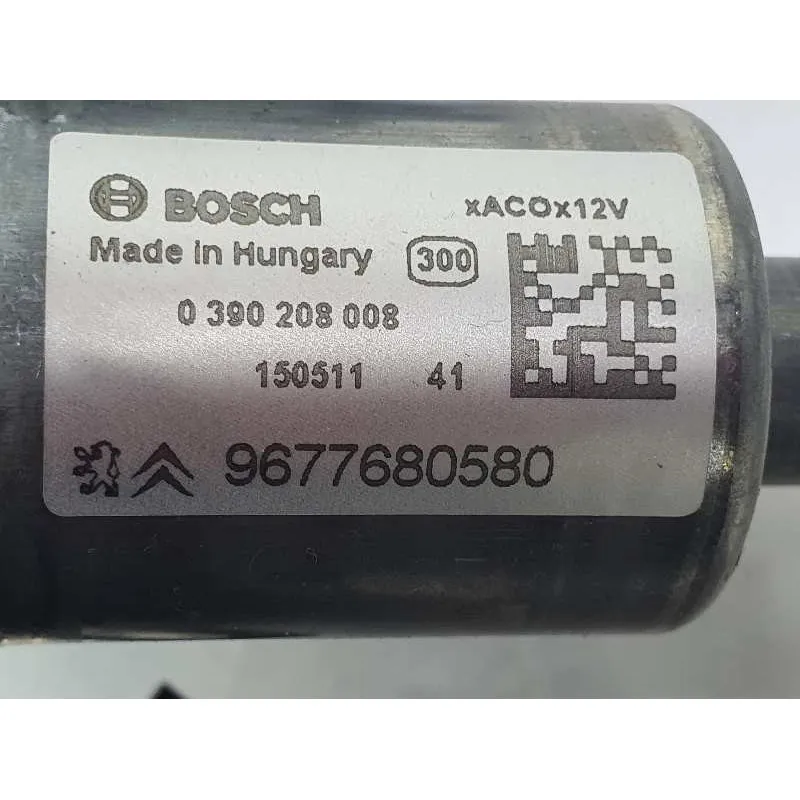 BOSCH
xACOx12V
Made in Hungary
300
0 390 208 008
150511 41
9677680580